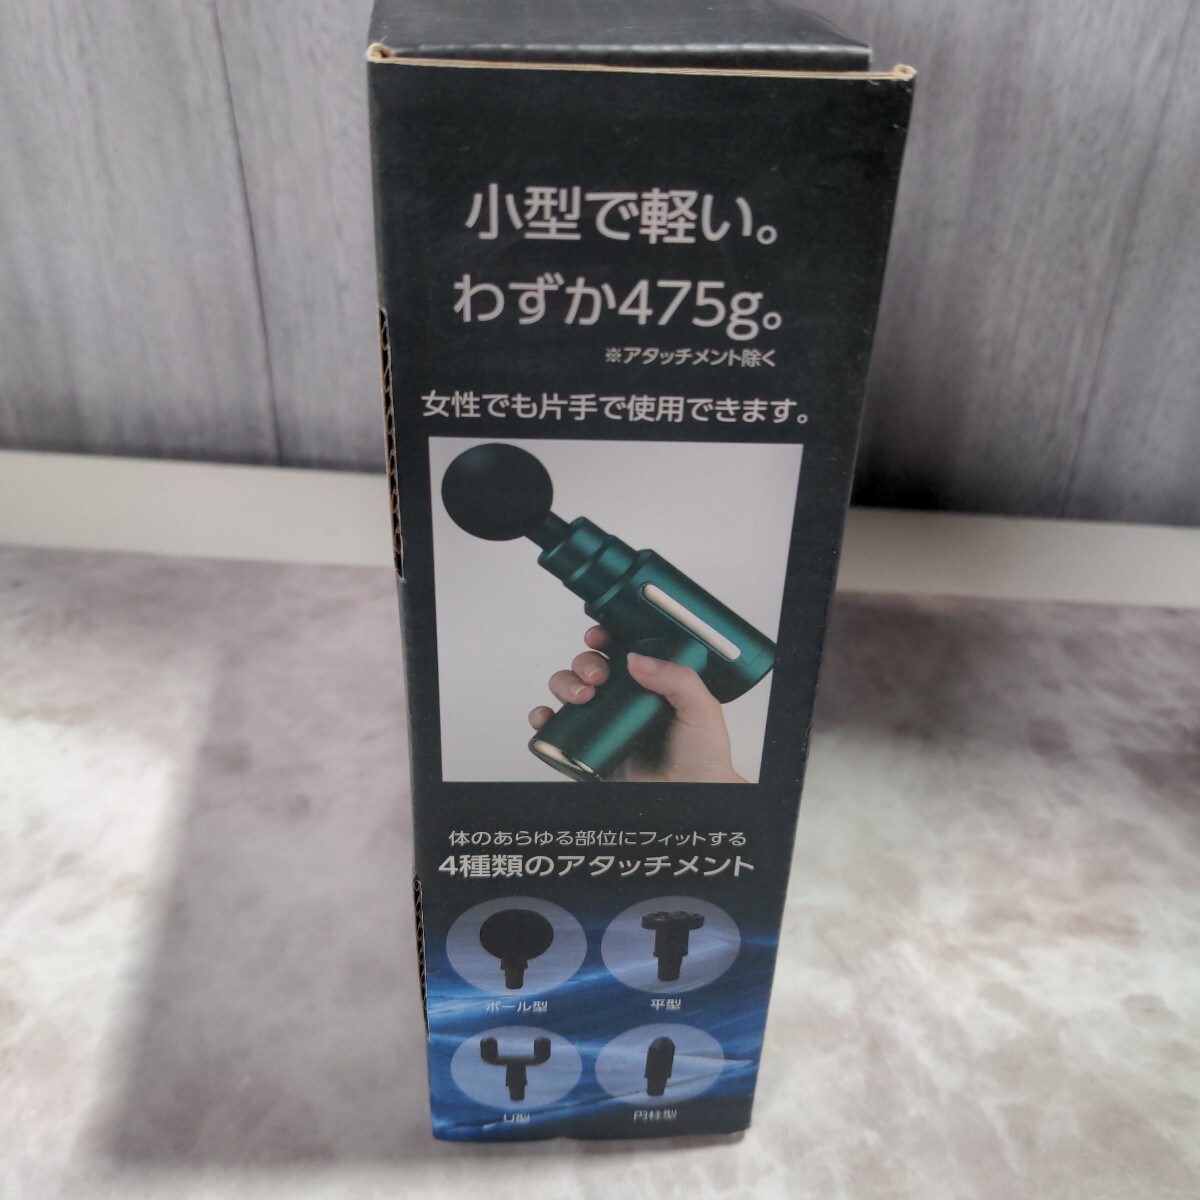 小型で軽い。
わずか475g。
※アタッチメント除く
女性でも片手で使用できます。
体のあらゆる部位にフィットする
4種類のアタッチメント
ボール型
平型
U型
円柱型